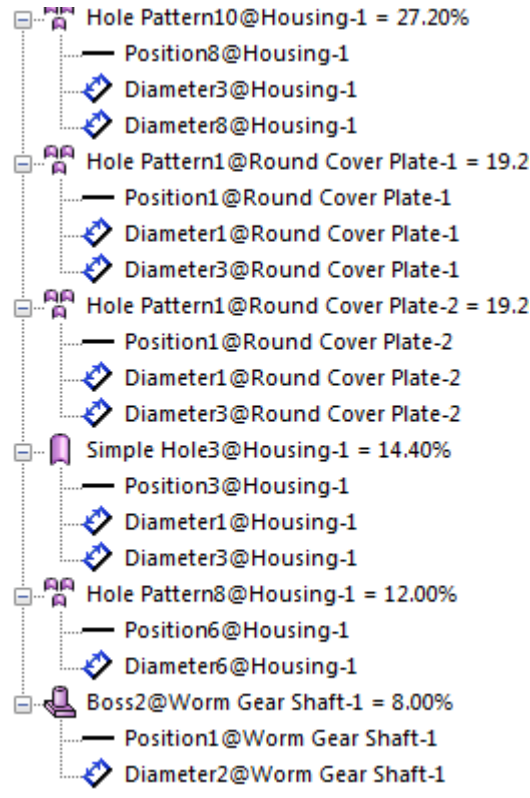 Hole Pattern10@Housing-1 = 27.20%
Position8@Housing-1
Diameter3@Housing-1
Diameter8@Housing-1
Hole Pattern1@Round Cover Plate-1 = 19.2
Position1@Round Cover Plate-1
Diameter1@Round Cover Plate-1
Diameter3@Round Cover Plate-1
Hole Pattern1@Round Cover Plate-2 = 19.2
Position1@Round Cover Plate-2
Diameter1@Round Cover Plate-2
Diameter3@Round Cover Plate-2
Simple Hole3@Housing-1 = 14.40%
Position3@Housing-1
Diameter1@Housing-1
Diameter3@Housing-1
Hole Pattern8@Housing-1 = 12.00%
Position6@Housing-1
Diameter6@Housing-1
Boss2@Worm Gear Shaft-1 = 8.00%
Position1@Worm Gear Shaft-1
Diameter2@Worm Gear Shaft-1